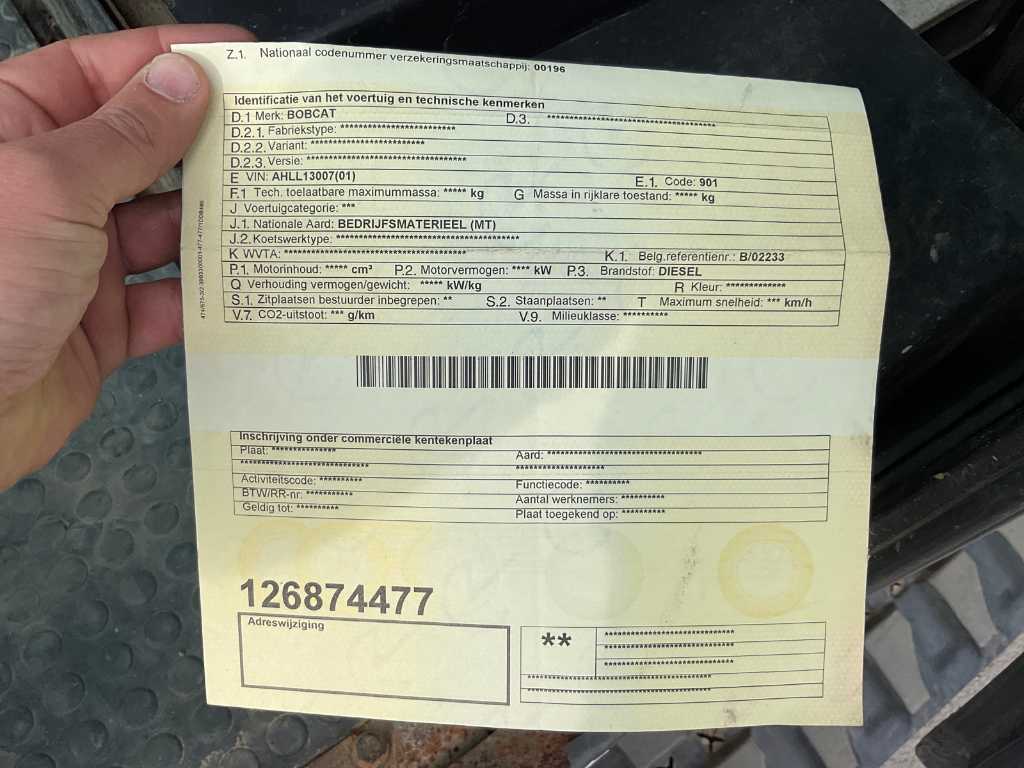 Z.1. Nationaal codenummer verzekeringsmaatschappij: 00196
Identificatie van het voertuig en technische kenmerken
D.1 Merk: BOBCAT D.3. **************************************
D.2.1. Fabriekstype: **************************
D.2.2. Variant: **************************
D.2.3. Versie: ***********************************
E VIN: AHLL13007(01) E.1. Code: 901
F.1 Tech. toelaatbare maximummassa: ***** kg G Massa in rijklare toestand: ***** kg
J Voertuigcategorie: ***
J.1. Nationale Aard: BEDRIJFSMATERIEEL (MT)
J.2. Koetswerktype: *****************************************
K WVTA: ***************************************** K.1. Belg.referentienr.: B/02233
P.1. Motorinhoud: ***** cm³ P.2. Motorvermogen: **** kW P.3. Brandstof: DIESEL
Q Verhouding vermogen/gewicht: ***** kW/kg R Kleur: *************
S.1. Zitplaatsen bestuurder inbegrepen: ** S.2. Staanplaatsen: ** T Maximum snelheid: *** km/h
V.7. CO2-uitstoot: *** g/km V.9. Milieuklasse: **********
Inschrijving onder commerciële kentekenplaat
Plaat: *************** Aard: ***********************************
***************************** ********************
Activiteitscode: ********** Functiecode: **********
BTW/RR-nr: *********** Aantal werknemers: **********
Geldig tot: ********** Plaat toegekend op: **********
126874477
Adreswijziging
** *****************************
*****************************
*****************************
*****************************************
*****************************************